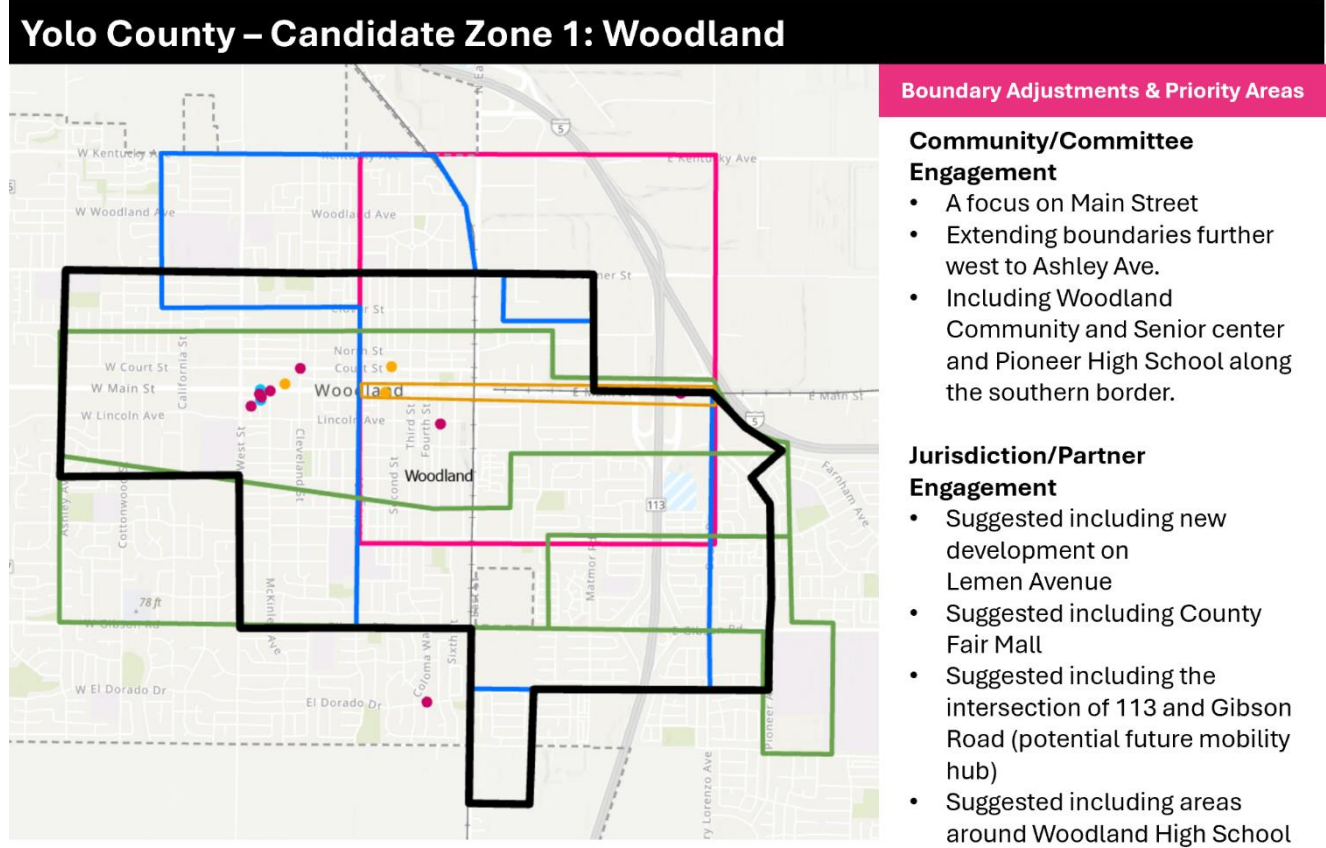 Yolo County – Candidate Zone 1: Woodland
Boundary Adjustments & Priority Areas
Community/Committee
Engagement
• A focus on Main Street
• Extending boundaries further
west to Ashley Ave.
• Including Woodland
Community and Senior center
and Pioneer High School along
the southern border.
Jurisdiction/Partner
Engagement
• Suggested including new
development on
Lemen Avenue
• Suggested including County
Fair Mall
• Suggested including the
intersection of 113 and Gibson
Road (potential future mobility
hub)
• Suggested including areas
around Woodland High School
5
W Kentucky Ave
Kentucky Ave
E Kentucky Ave
W Woodland Ave
Woodland Ave
ner St
Clover St
North St
W Court St
Court St
California St
W Main St
Woodland
E Main St
E Main St
W Lincoln Ave
Lincoln Ave
Third St
Fourth St
5
West St
Cleveland St
Second St
Woodland
Farnham Ave
Ashley Ave
Cottonwood St
113
Matmor Rd
78 ft
McKinley Ave
W Gibson Rd
E Gibson Rd
Coloma Wa
Sixth
W El Dorado Dr
El Dorado Dr
Pioneer A
ry Lorenzo Ave